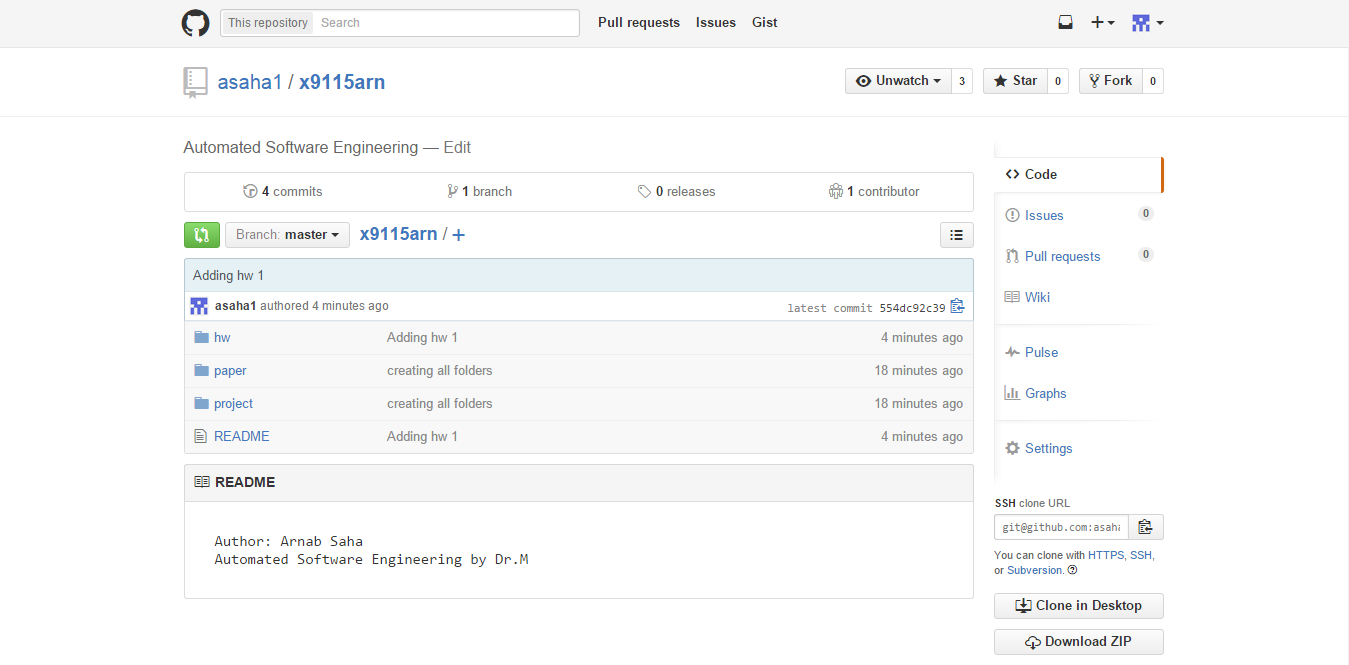 This repository Search Pull requests Issues Gist
asaha1 / x9115arn Unwatch 3 Star 0 Fork 0
Automated Software Engineering — Edit
4 commits 1 branch 0 releases 1 contributor
Branch: master x9115arn / +
Adding hw 1
asaha1 authored 4 minutes ago latest commit 554dc92c39
hw Adding hw 1 4 minutes ago
paper creating all folders 18 minutes ago
project creating all folders 18 minutes ago
README Adding hw 1 4 minutes ago
README
Author: Arnab Saha
Automated Software Engineering by Dr.M
Code
Issues 0
Pull requests 0
Wiki
Pulse
Graphs
Settings
SSH clone URL
git@github.com:asaha
You can clone with HTTPS, SSH,
or Subversion.
Clone in Desktop
Download ZIP